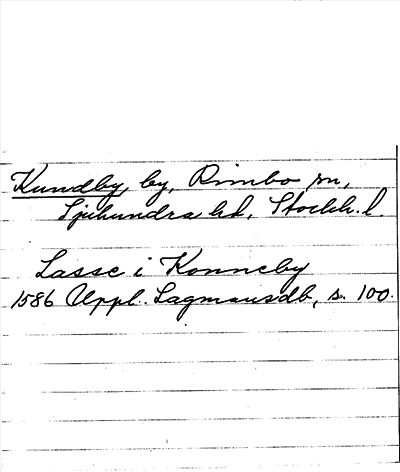 Kundby, by, Rimbo sn,
Sjuhundra hd, Stockh. l.
Lasse i Konneby
1586 Uppl. Lagmansdb, s. 100.